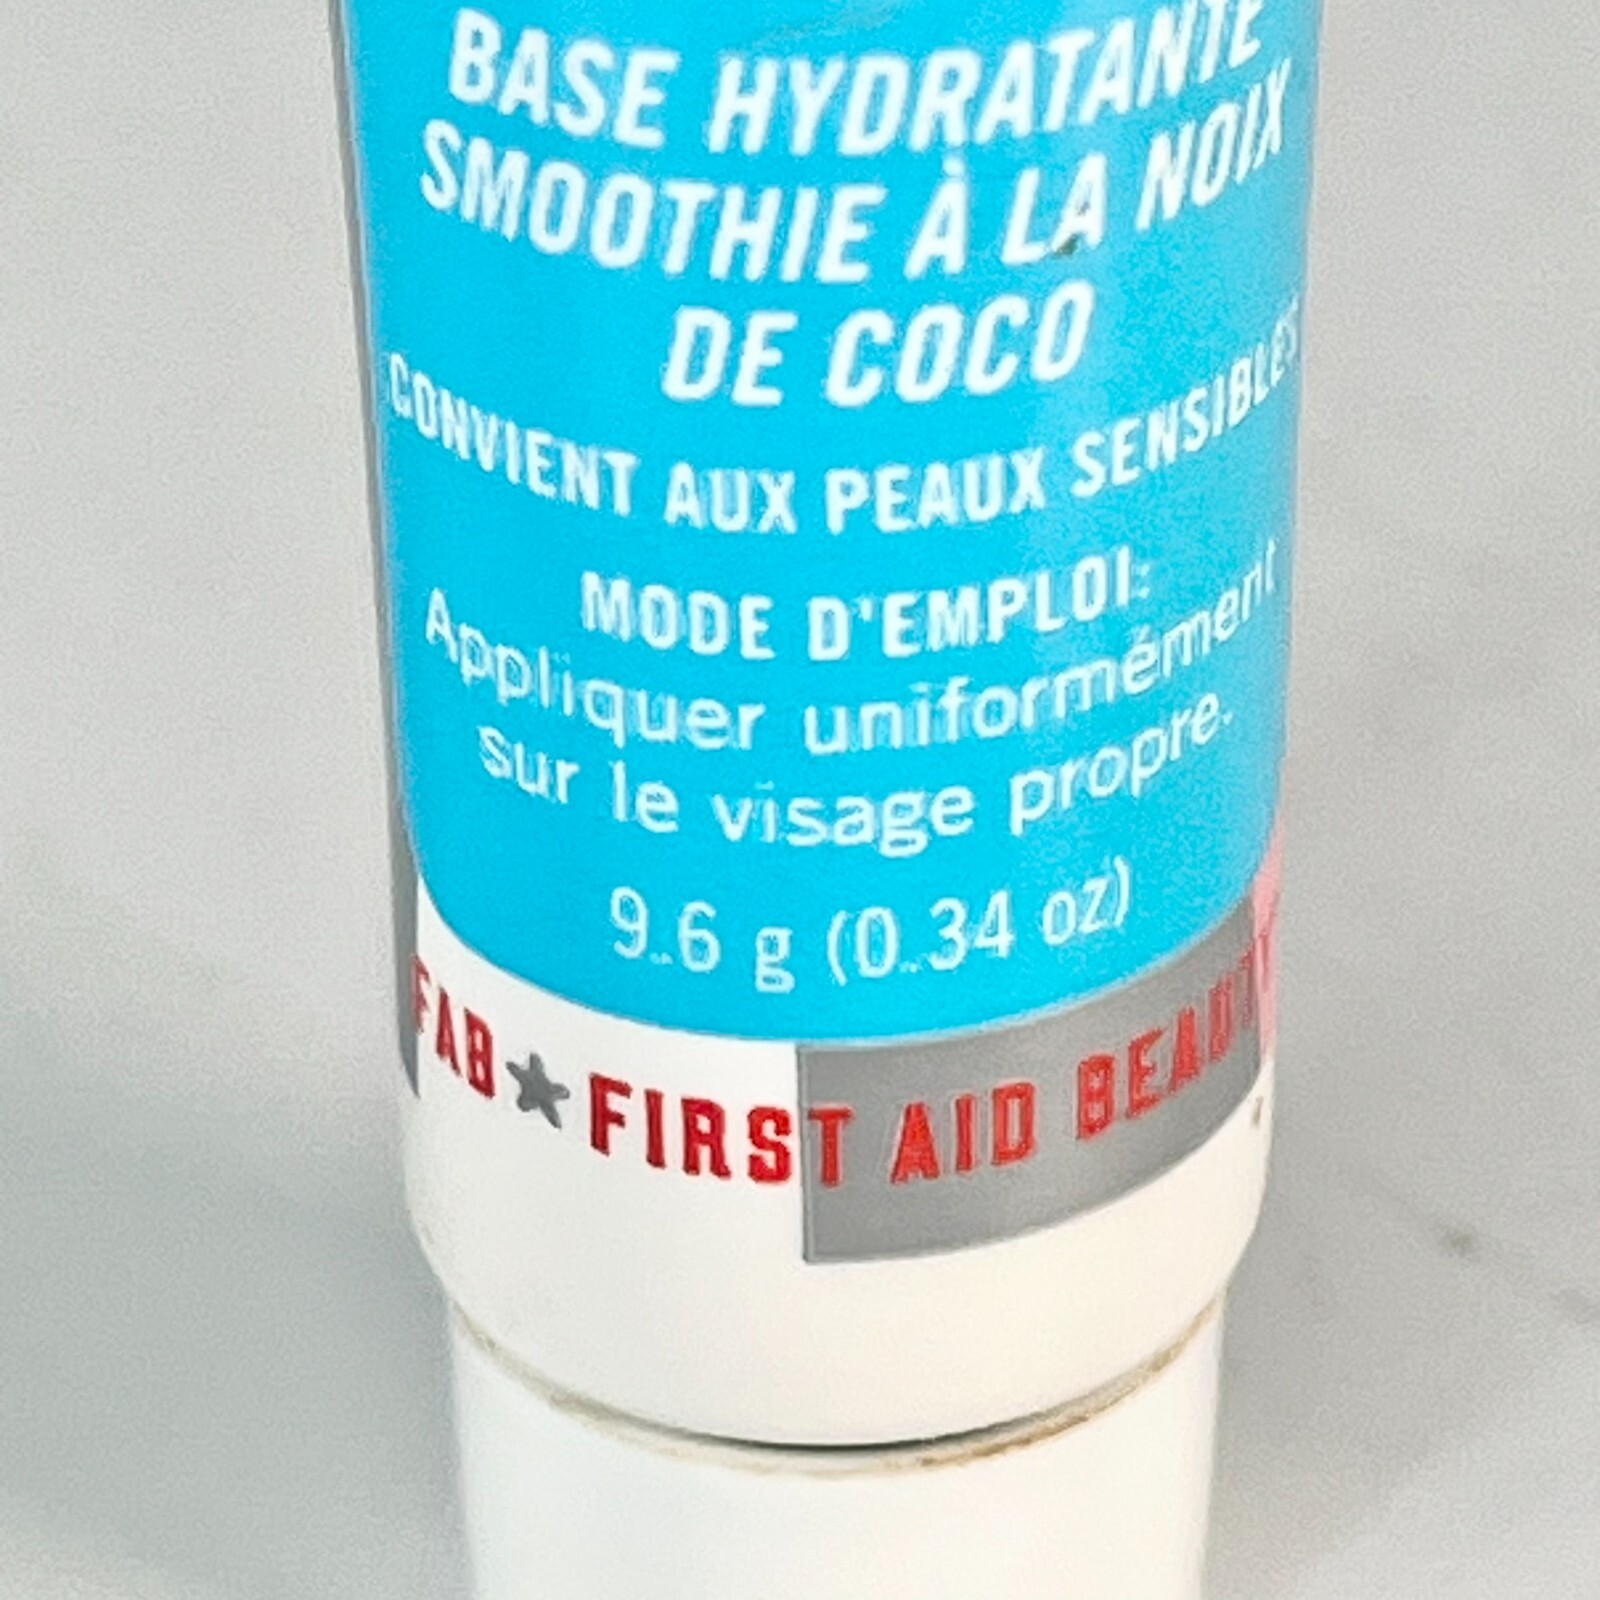 BASE HYDRATANTE
SMOOTHIE À LA NOIX
DE COCO
CONVIENT AUX PEAUX SENSIBLES
MODE D'EMPLOI:
Appliquer uniformément
sur le visage propre.
9.6 g (0.34 oz)
FAB★FIRST AID BEAUTY